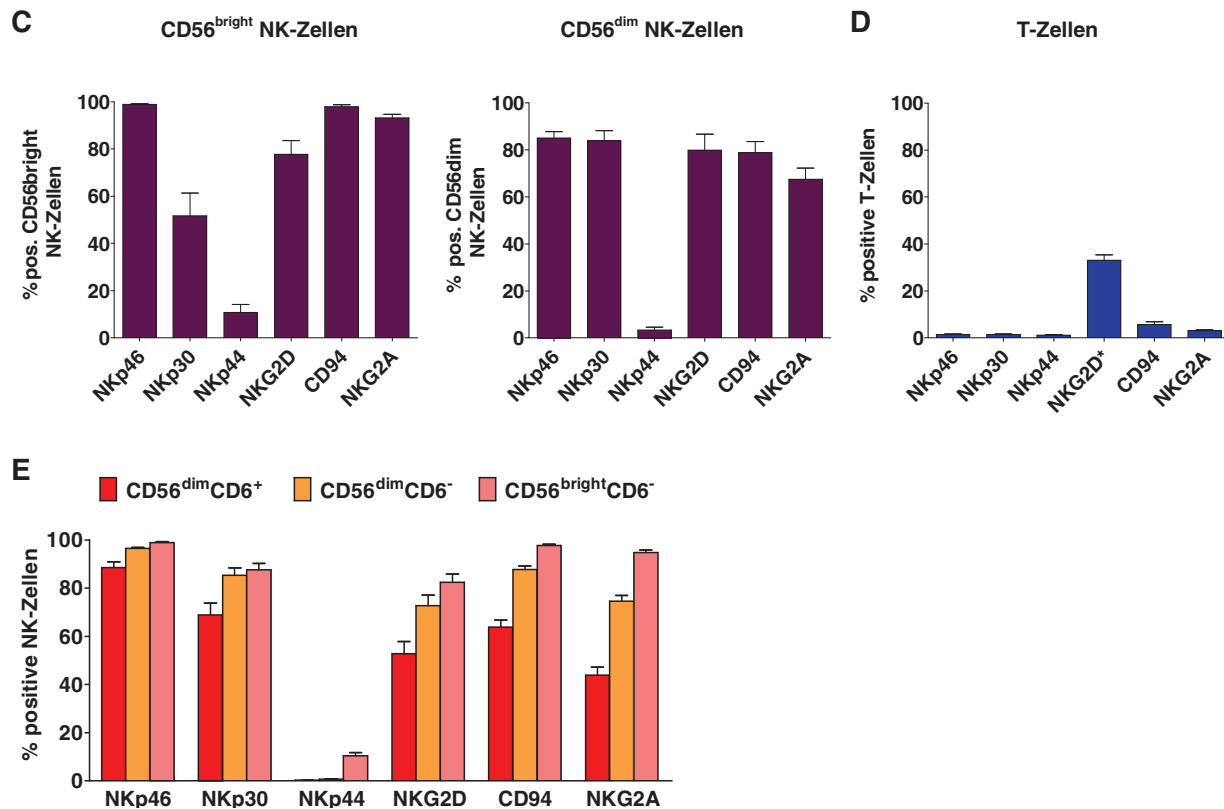 C
CD56bright NK-Zellen
CD56dim NK-Zellen
D
T-Zellen
% pos. CD56bright
NK-Zellen
100
80
60
40
20
0
NKp46
NKp30
NKp44
NKG2D
CD94
NKG2A
% pos. CD56dim
NK-Zellen
100
80
60
40
20
0
NKp46
NKp30
NKp44
NKG2D
CD94
NKG2A
% positive T-Zellen
100
80
60
40
20
0
NKp46
NKp30
NKp44
NKG2D*
CD94
NKG2A
E
CD56dimCD6+
CD56dimCD6-
CD56brightCD6-
% positive NK-Zellen
100
80
60
40
20
0
NKp46
NKp30
NKp44
NKG2D
CD94
NKG2A